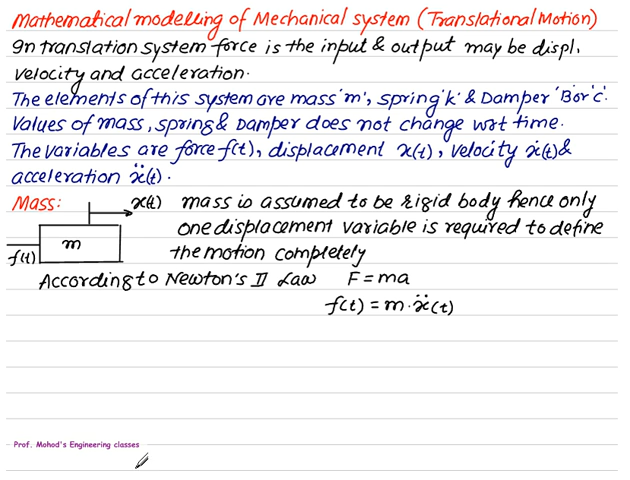 Mathematical modelling of Mechanical system (Translational Motion)
In translation system force is the input & output may be displ.
velocity and acceleration.
The elements of this system are mass 'm', spring 'k' & Damper 'B' or 'c'.
Values of mass, spring & Damper does not change wrt time.
The variables are force f(t), displacement x(t), velocity ẋ(t) &
acceleration ẍ(t).
Mass: x(t) mass is assumed to be rigid body hence only
one displacement variable is required to define
m
f(t) the motion completely
According to Newton's II Law F = ma
f(t) = m·ẍ(t)
Prof. Mohod's Engineering classes